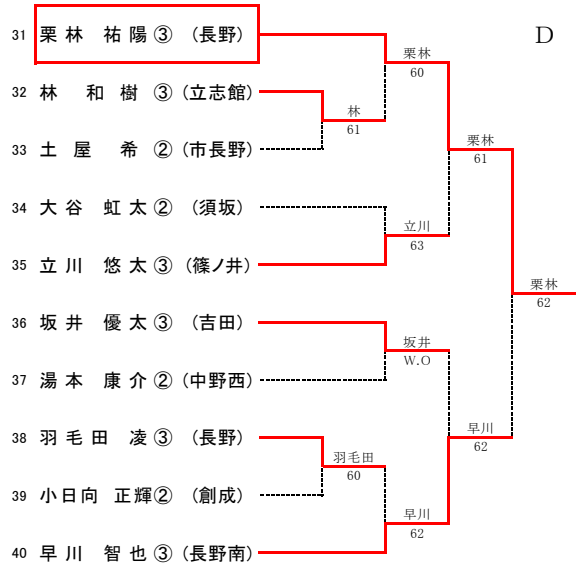 D
31 栗林 祐陽 ③ (長野)
32 林 和樹 ③ (立志館)
33 土屋 希 ② (市長野)
34 大谷 虹太 ② (須坂)
35 立川 悠太 ③ (篠ノ井)
36 坂井 優太 ③ (吉田)
37 湯本 康介 ② (中野西)
38 羽毛田 凌 ③ (長野)
39 小日向 正輝 ② (創成)
40 早川 智也 ③ (長野南)
林
61
羽毛田
60
栗林
60
立川
63
坂井
W.O
早川
62
栗林
61
早川
62
栗林
62